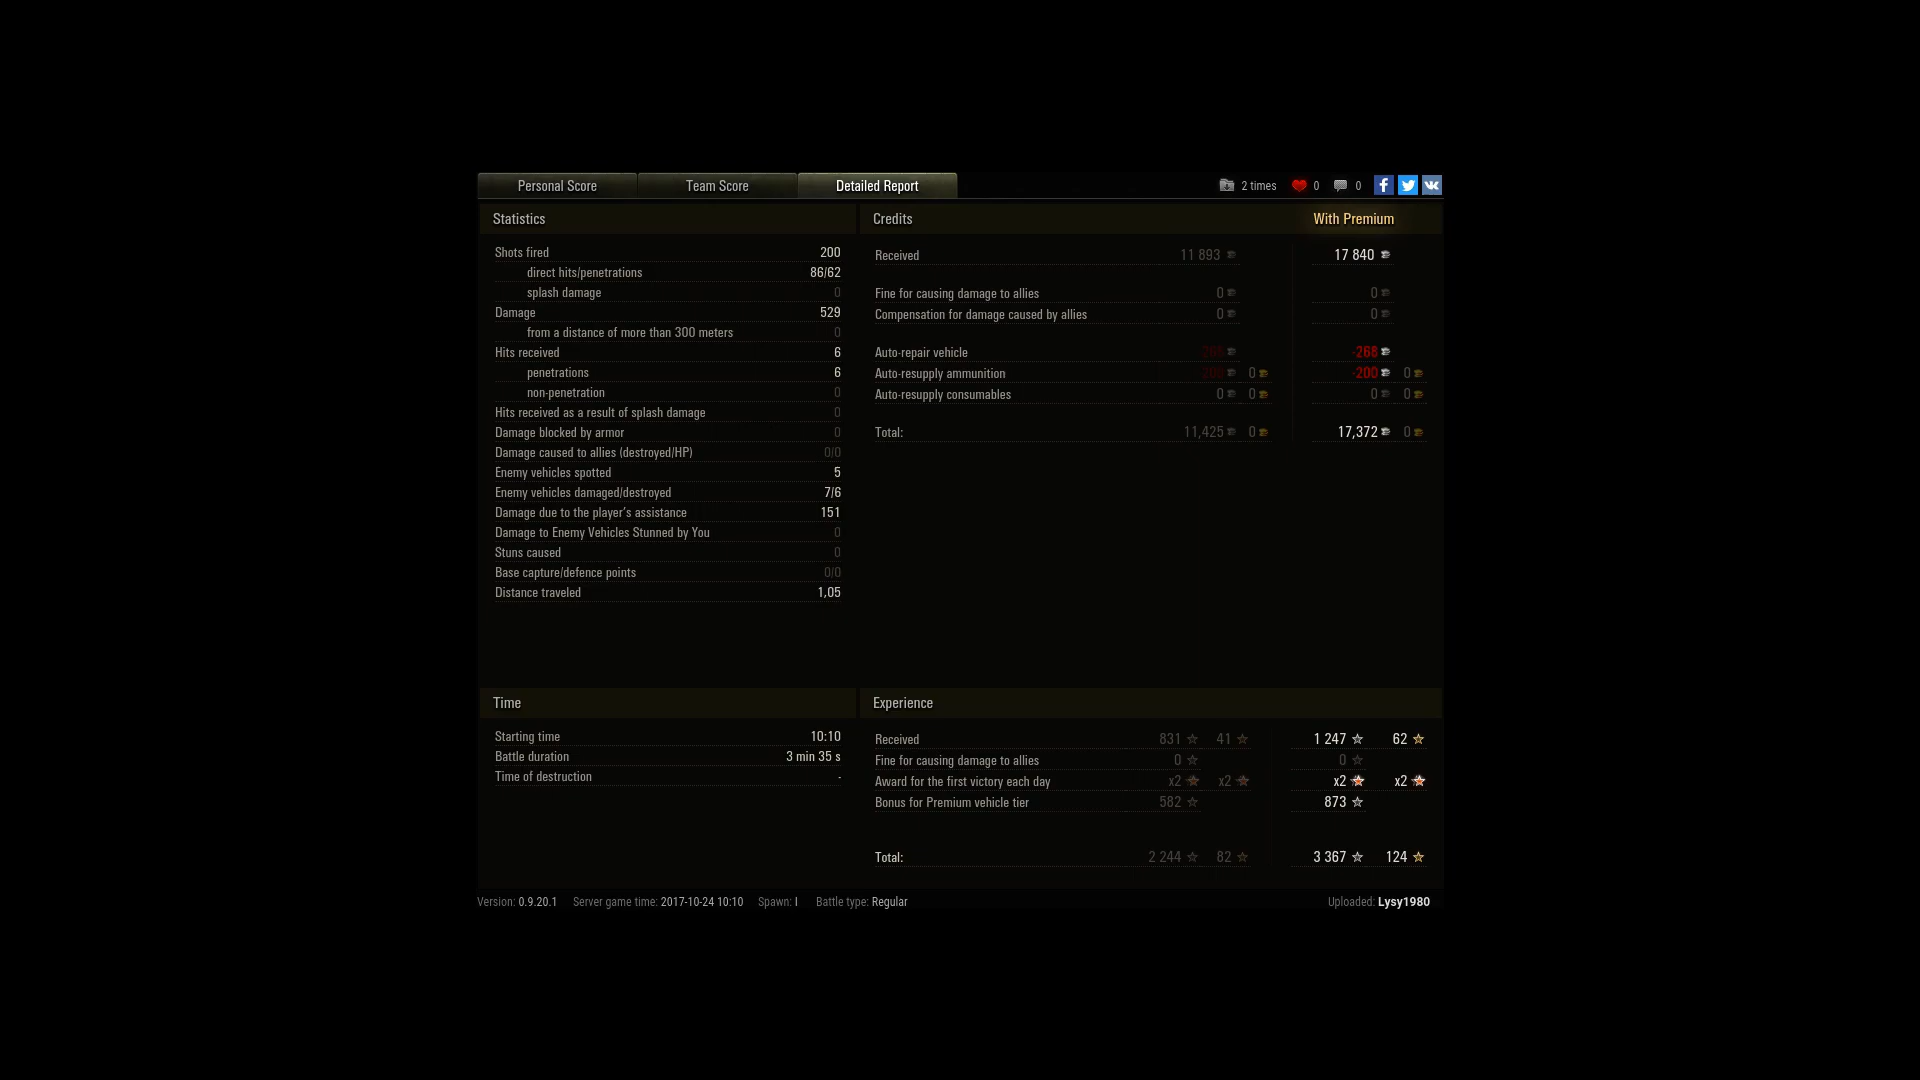 Personal Score Team Score Detailed Report 2 times 0 0
Statistics
Shots fired 200
direct hits/penetrations 86/62
splash damage 0
Damage 529
from a distance of more than 300 meters 0
Hits received 6
penetrations 6
non-penetration 0
Hits received as a result of splash damage 0
Damage blocked by armor 0
Damage caused to allies (destroyed/HP) 0/0
Enemy vehicles spotted 5
Enemy vehicles damaged/destroyed 7/6
Damage due to the player's assistance 151
Damage to Enemy Vehicles Stunned by You 0
Stuns caused 0
Base capture/defence points 0/0
Distance traveled 1,05
Credits With Premium
Received 11 893 17 840
Fine for causing damage to allies 0 0
Compensation for damage caused by allies 0 0
Auto-repair vehicle -268 -268
Auto-resupply ammunition -200 0 -200 0
Auto-resupply consumables 0 0 0 0
Total: 11,425 0 17,372 0
Time
Starting time 10:10
Battle duration 3 min 35 s
Time of destruction -
Experience
Received 831 41 1 247 62
Fine for causing damage to allies 0 0
Award for the first victory each day x2 x2 x2 x2
Bonus for Premium vehicle tier 582 873
Total: 2 244 82 3 367 124
Version: 0.9.20.1 Server game time: 2017-10-24 10:10 Spawn: I Battle type: Regular Uploaded: Lysy1980